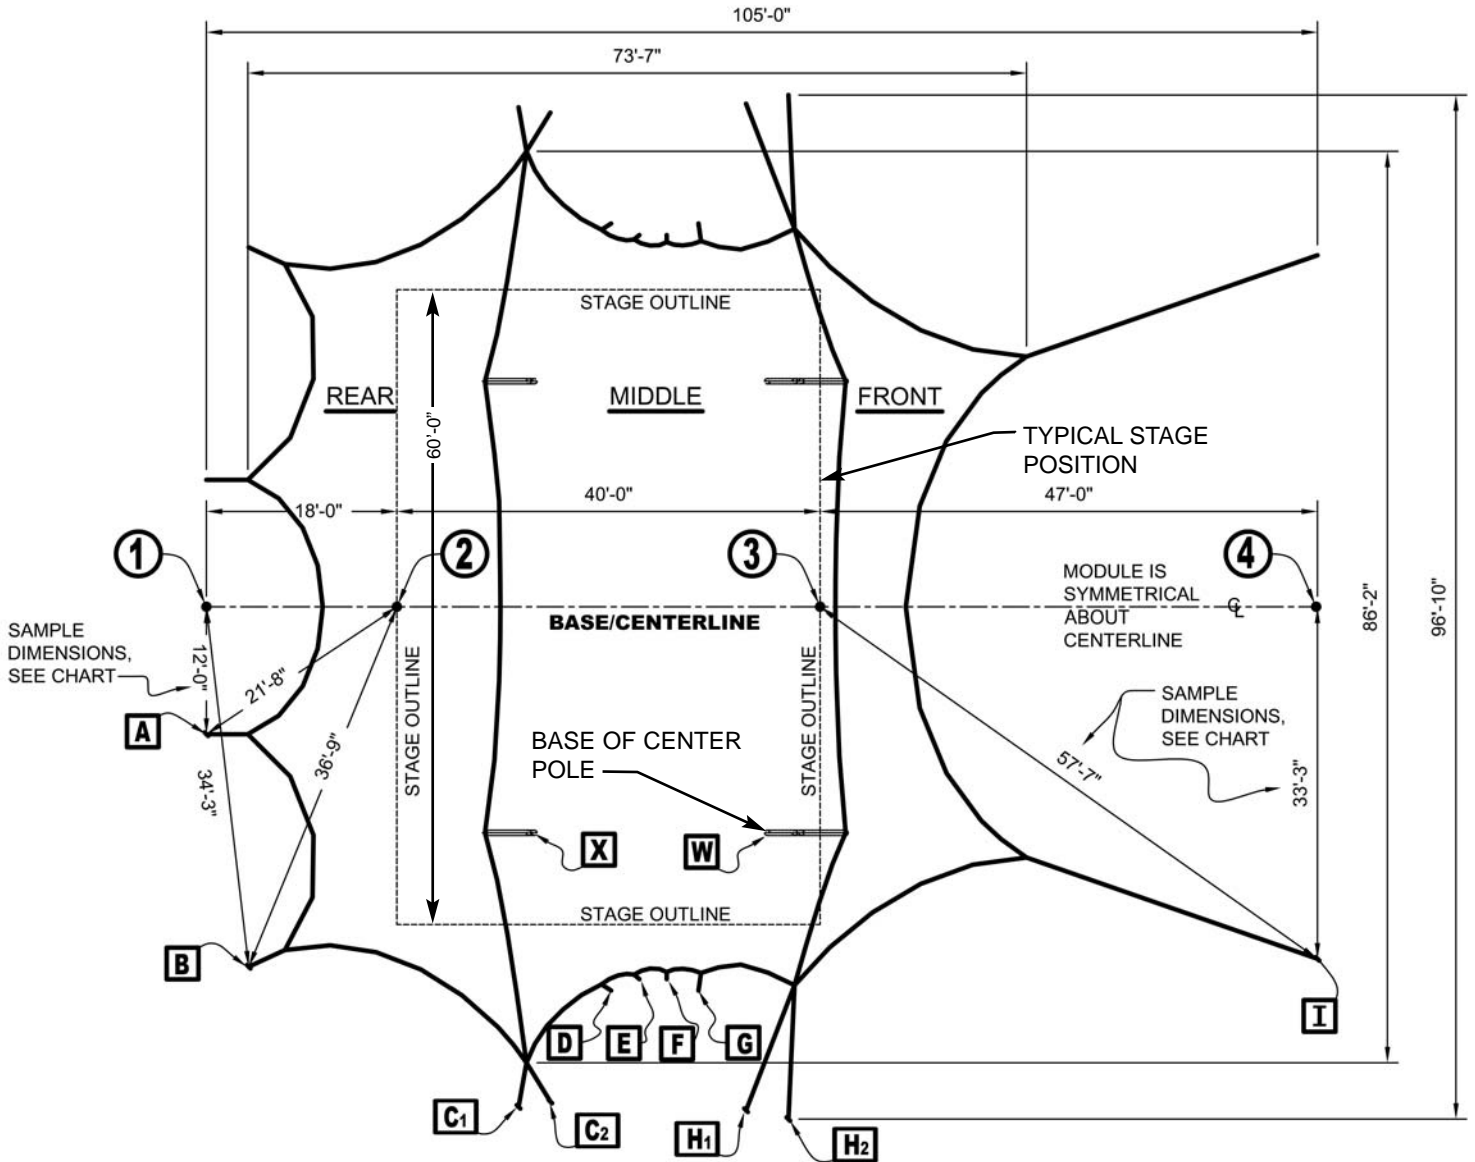 105'-0"
73'-7"
STAGE OUTLINE
REAR
MIDDLE
FRONT
60'-0"
TYPICAL STAGE
POSITION
18'-0"
40'-0"
47'-0"
1
2
3
4
MODULE IS
SYMMETRICAL
ABOUT
CENTERLINE
CL
86'-2"
96'-10"
BASE/CENTERLINE
SAMPLE
DIMENSIONS,
SEE CHART
12'-0"
21'-8"
A
34'-3"
36'-9"
STAGE OUTLINE
BASE OF CENTER
POLE
STAGE OUTLINE
SAMPLE
DIMENSIONS,
SEE CHART
57'-7"
33'-3"
X
W
STAGE OUTLINE
B
D
E
F
G
I
C1
C2
H1
H2